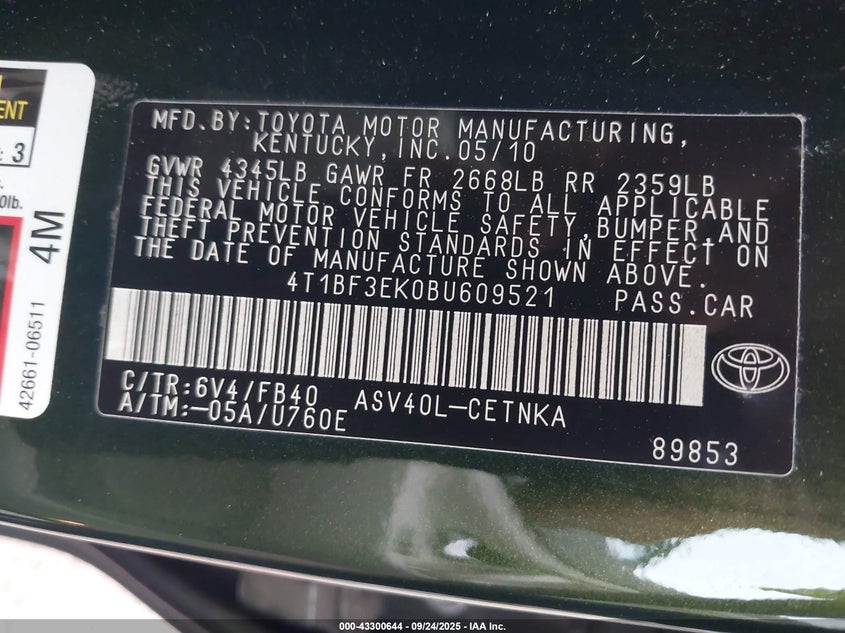 ENT
: 3
0lb.
4M
42661-06511
MFD.BY:TOYOTA MOTOR MANUFACTURING,
KENTUCKY,INC.05/10
GVWR 4345LB GAWR FR 2668LB RR 2359LB
THIS VEHICLE CONFORMS TO ALL APPLICABLE
FEDERAL MOTOR VEHICLE SAFETY,BUMPER,AND
THEFT PREVENTION STANDARDS IN EFFECT ON
THE DATE OF MANUFACTURE SHOWN ABOVE.
4T1BF3EK0BU609521 PASS.CAR
C/TR:6V4/FB40 ASV40L-CETNKA
A/TM:-05A/U760E
89853
000-43300644 - 09/24/2025 - IAA Inc.